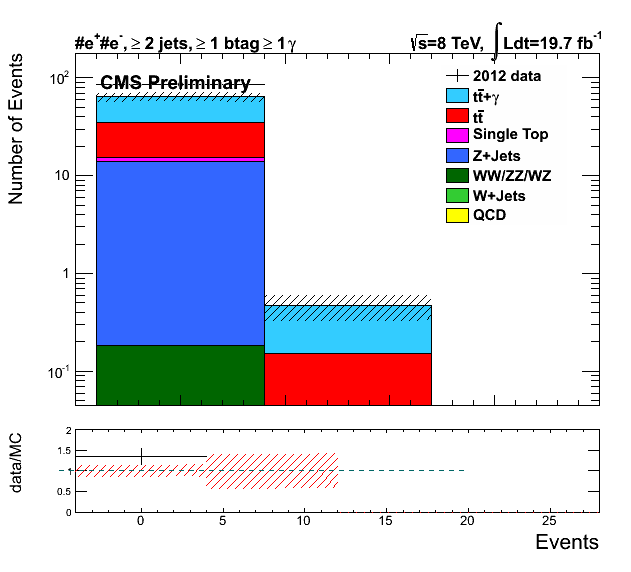 #e⁺#e⁻, ≥ 2 jets, ≥ 1 btag ≥ 1 γ
√s=8 TeV, ∫ Ldt=19.7 fb⁻¹
CMS Preliminary
2012 data
tt̄+γ
tt̄
Single Top
Z+Jets
WW/ZZ/WZ
W+Jets
QCD
Number of Events
10²
10
1
10⁻¹
data/MC
2
1.5
1
0.5
0
0 5 10 15 20 25
Events